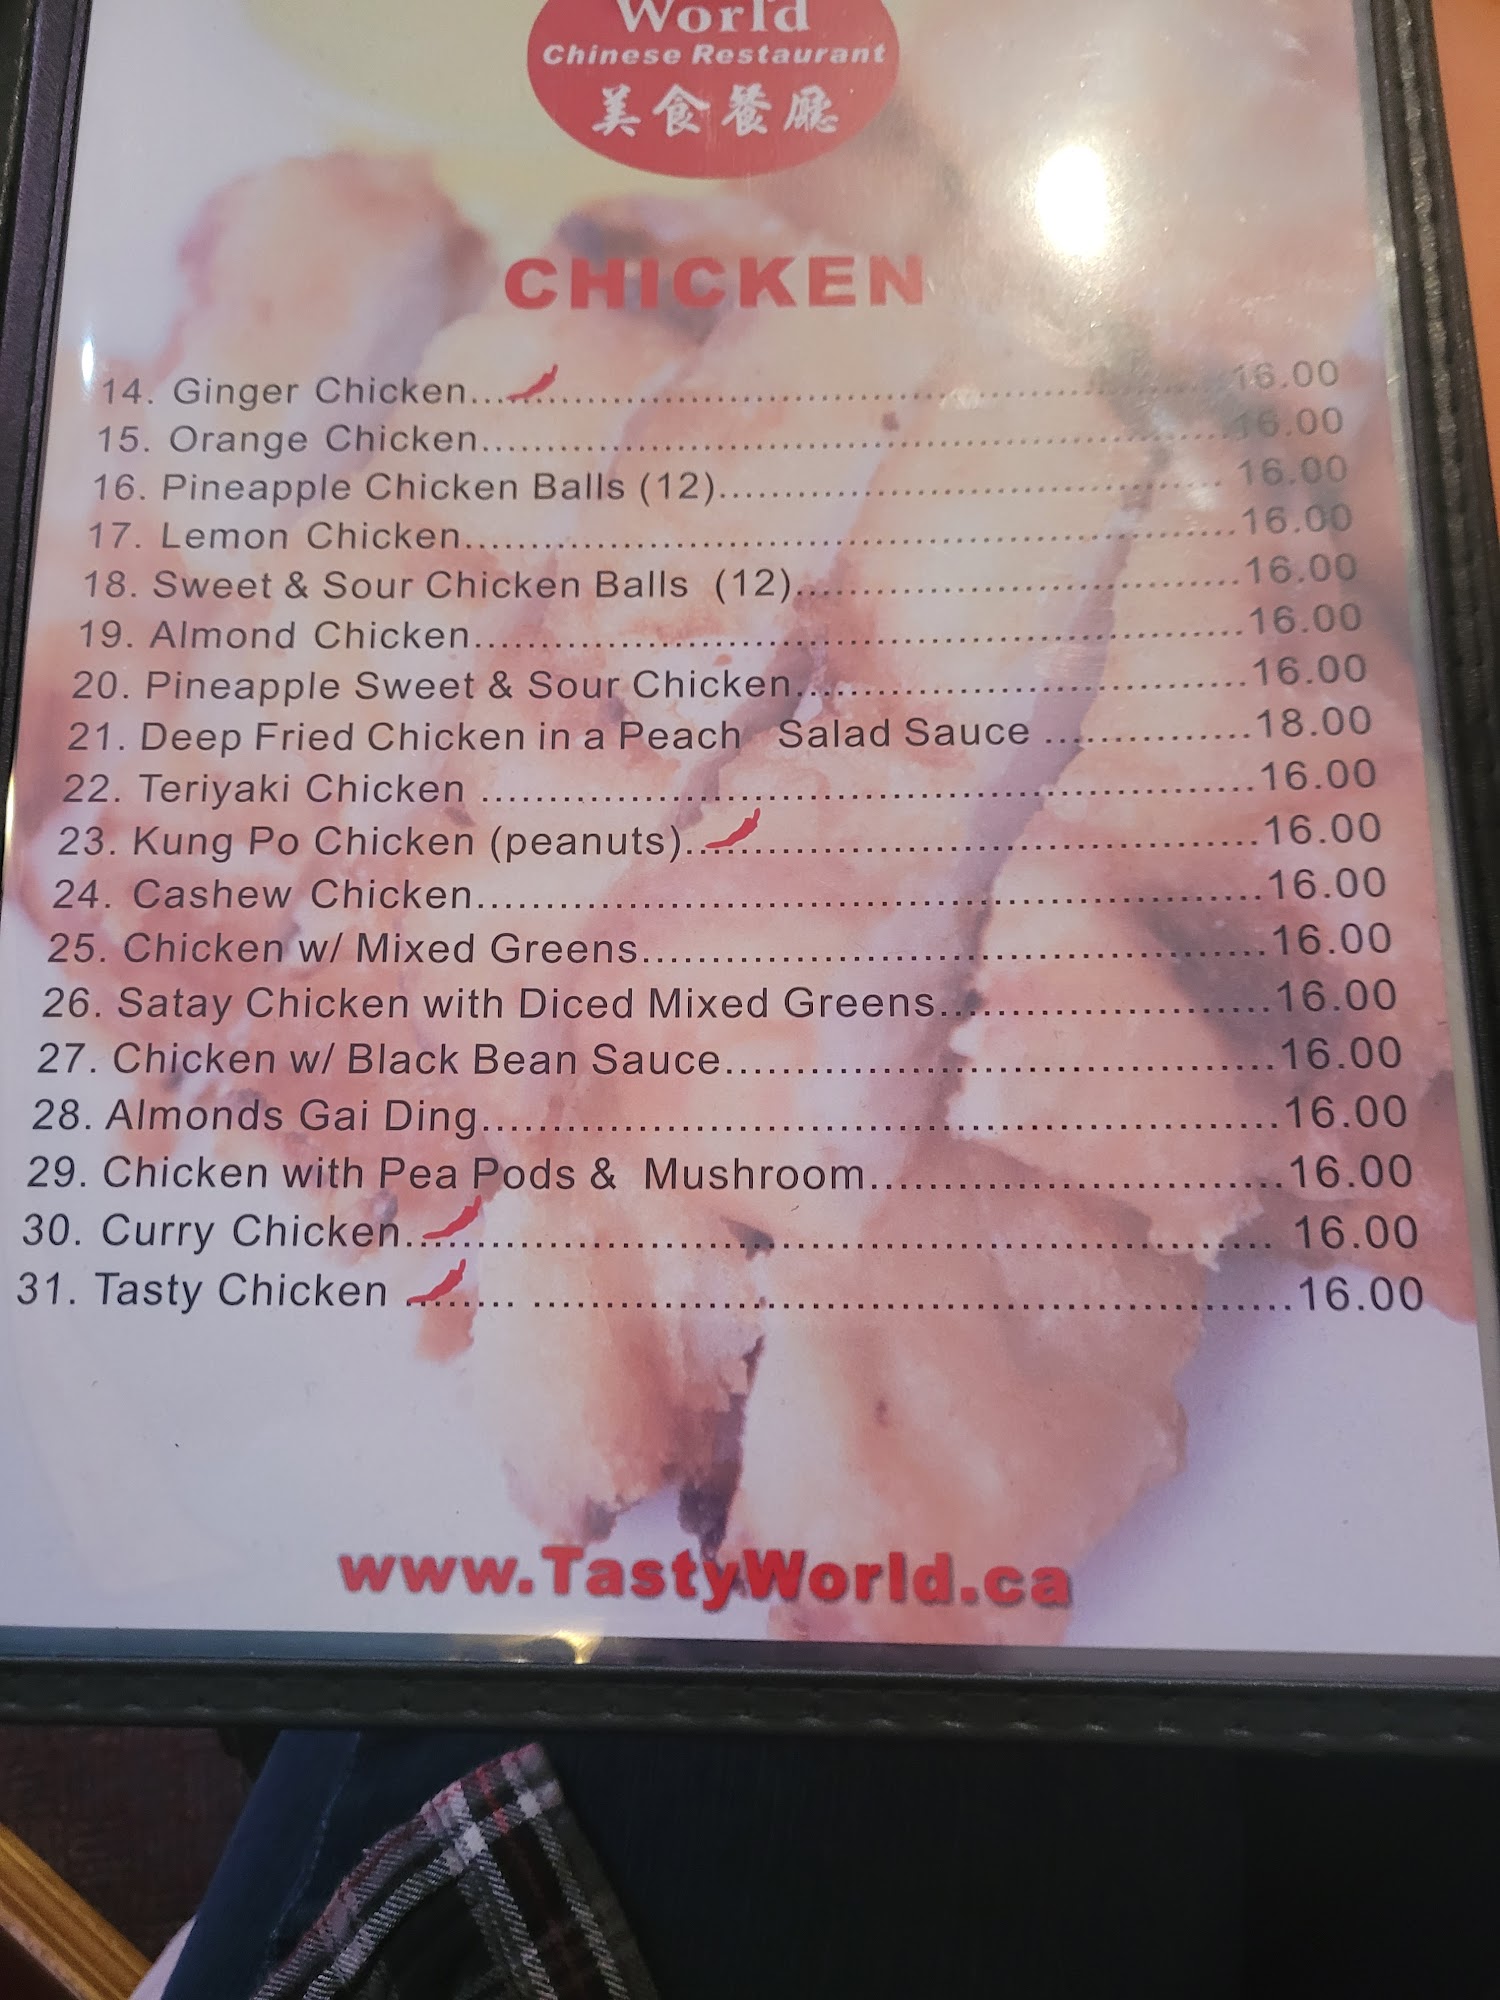 World
Chinese Restaurant
美食餐廳
CHICKEN
14. Ginger Chicken..............................16.00
15. Orange Chicken..............................16.00
16. Pineapple Chicken Balls (12).............................. 16.00
17. Lemon Chicken..............................16.00
18. Sweet & Sour Chicken Balls (12)..............................16.00
19. Almond Chicken..............................16.00
20. Pineapple Sweet & Sour Chicken..............................16.00
21. Deep Fried Chicken in a Peach Salad Sauce ................18.00
22. Teriyaki Chicken ..............................16.00
23. Kung Po Chicken (peanuts)..............................16.00
24. Cashew Chicken..............................16.00
25. Chicken w/ Mixed Greens..............................16.00
26. Satay Chicken with Diced Mixed Greens.......................16.00
27. Chicken w/ Black Bean Sauce..............................16.00
28. Almonds Gai Ding..............................16.00
29. Chicken with Pea Pods & Mushroom............................16.00
30. Curry Chicken.............................. 16.00
31. Tasty Chicken ........ ..............................16.00
www.TastyWorld.ca